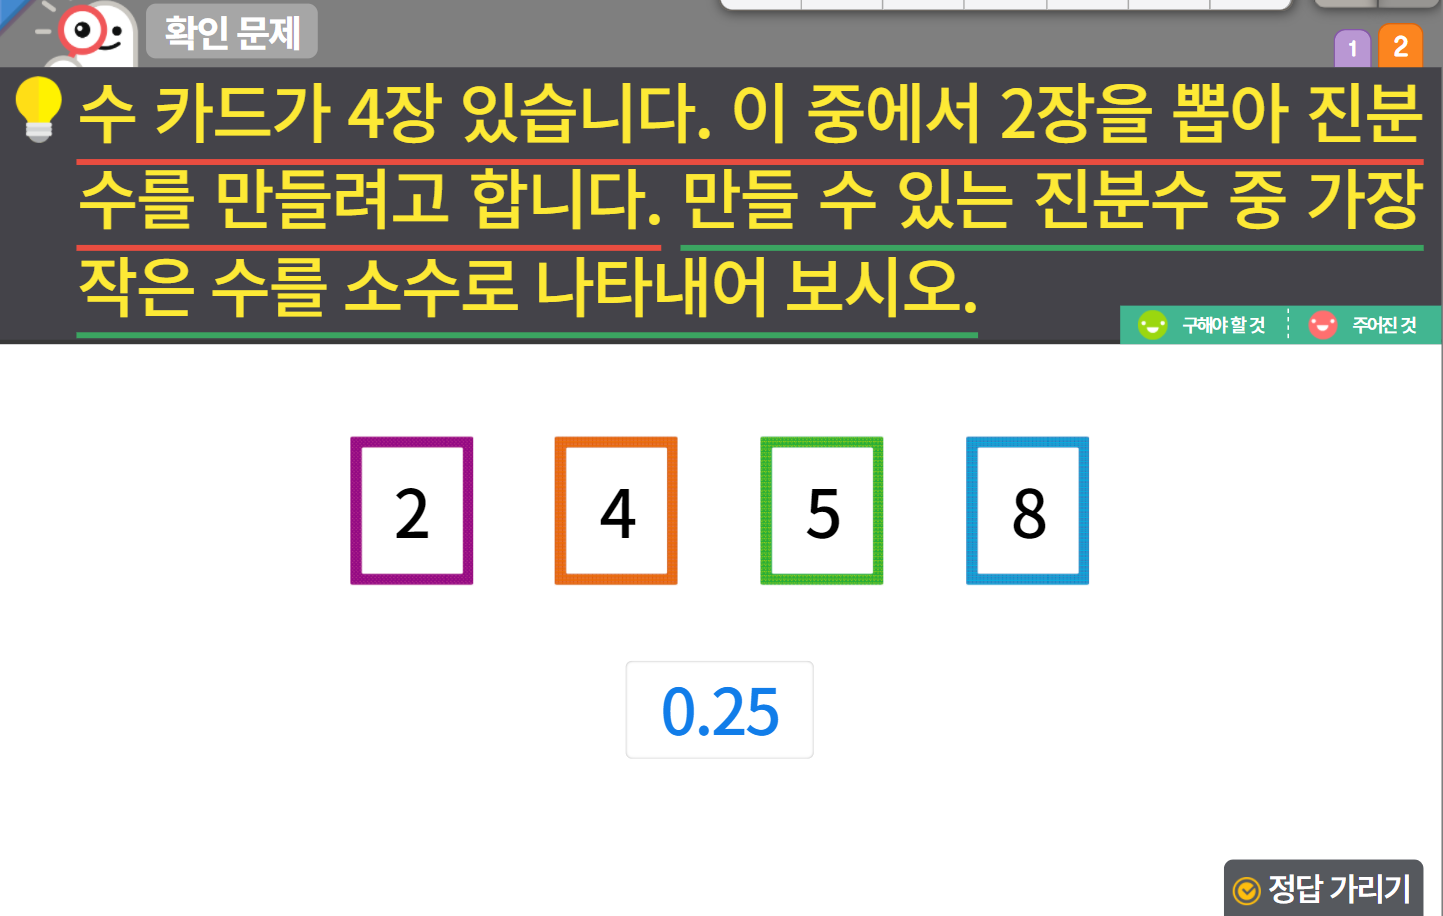 확인 문제
1 2
수 카드가 4장 있습니다. 이 중에서 2장을 뽑아 진분
수를 만들려고 합니다. 만들 수 있는 진분수 중 가장
작은 수를 소수로 나타내어 보시오.
구해야 할 것 주어진 것
2 4 5 8
0.25
정답 가리기